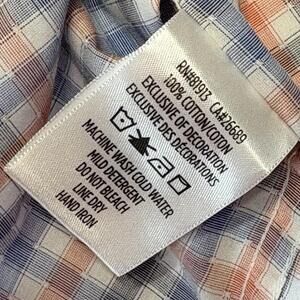 RN#81973 CA#26689
100% COTTON/COTON
EXCLUSIVE OF DECORATION
EXCLUSIVE DES DÉCORATIONS
MACHINE WASH COLD WATER
MILD DETERGENT
DO NOT BLEACH
LINE DRY
HAND IRON